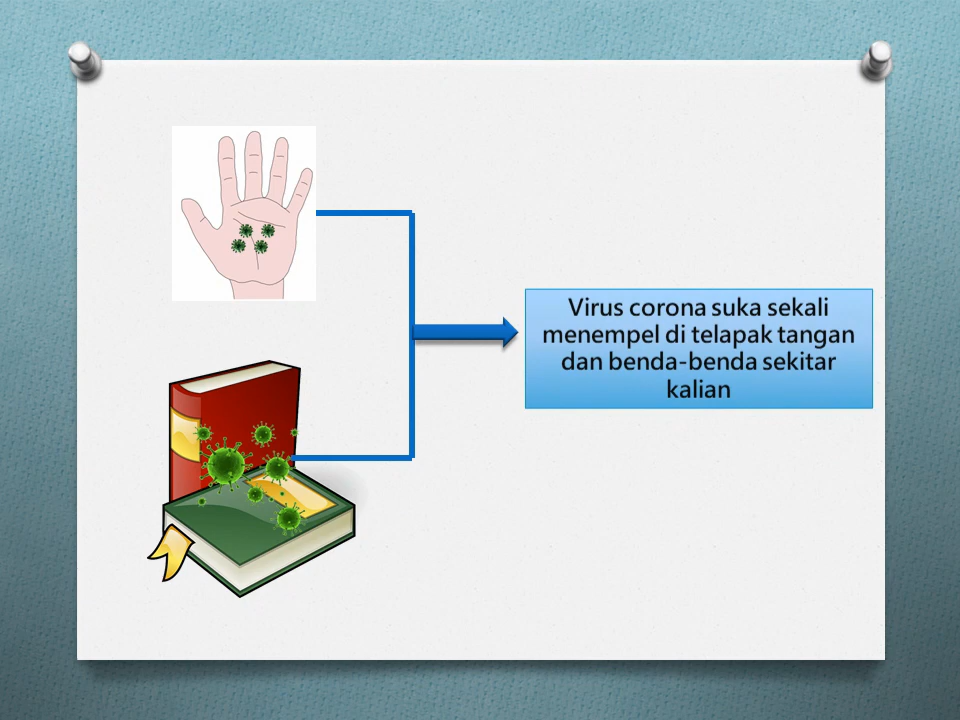 Virus corona suka sekali
menempel di telapak tangan
dan benda-benda sekitar
kalian